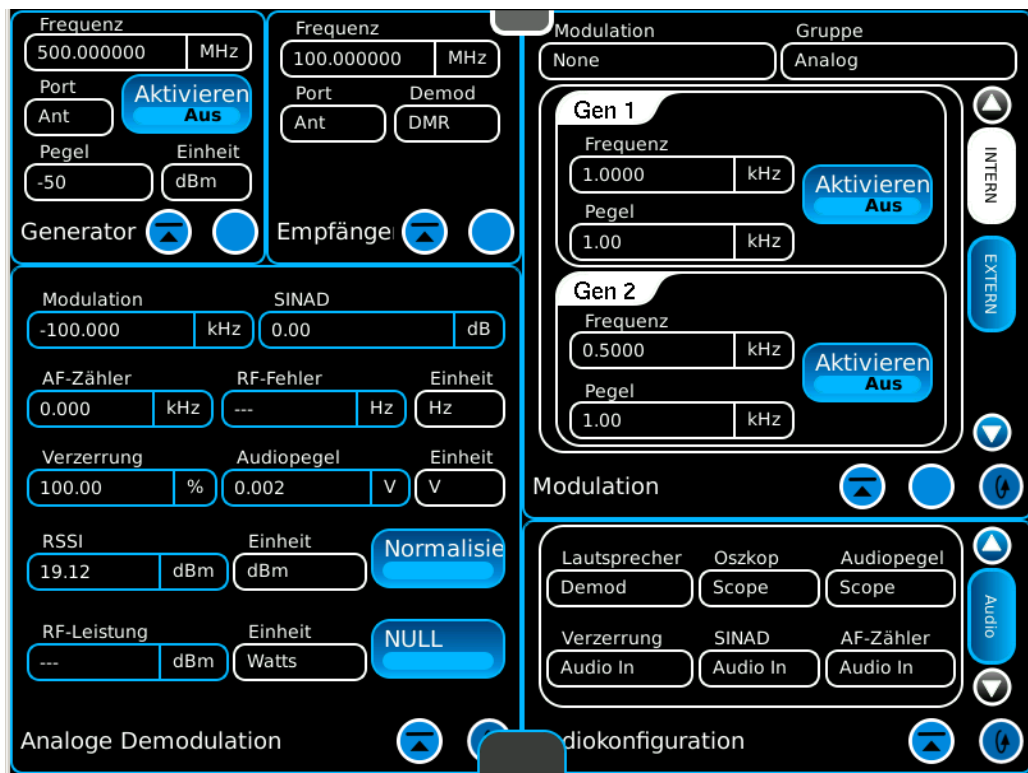 Frequenz
500.000000 MHz
Port
Ant
Aktivieren
Aus
Pegel Einheit
-50 dBm
Generator
Frequenz
100.000000 MHz
Port Demod
Ant DMR
Empfänge
Modulation Gruppe
None Analog
Gen 1
Frequenz
1.0000 kHz
Aktivieren
Aus
Pegel
1.00 kHz
Gen 2
Frequenz
0.5000 kHz
Aktivieren
Aus
Pegel
1.00 kHz
INTERN
EXTERN
Modulation
Modulation SINAD
-100.000 kHz 0.00 dB
AF-Zähler RF-Fehler Einheit
0.000 kHz --- Hz Hz
Verzerrung Audiopegel Einheit
100.00 % 0.002 V V
RSSI Einheit
19.12 dBm dBm
Normalisie
RF-Leistung Einheit
--- dBm Watts
NULL
Analoge Demodulation
Lautsprecher Oszkop Audiopegel
Demod Scope Scope
Verzerrung SINAD AF-Zähler
Audio In Audio In Audio In
Audio
diokonfiguration